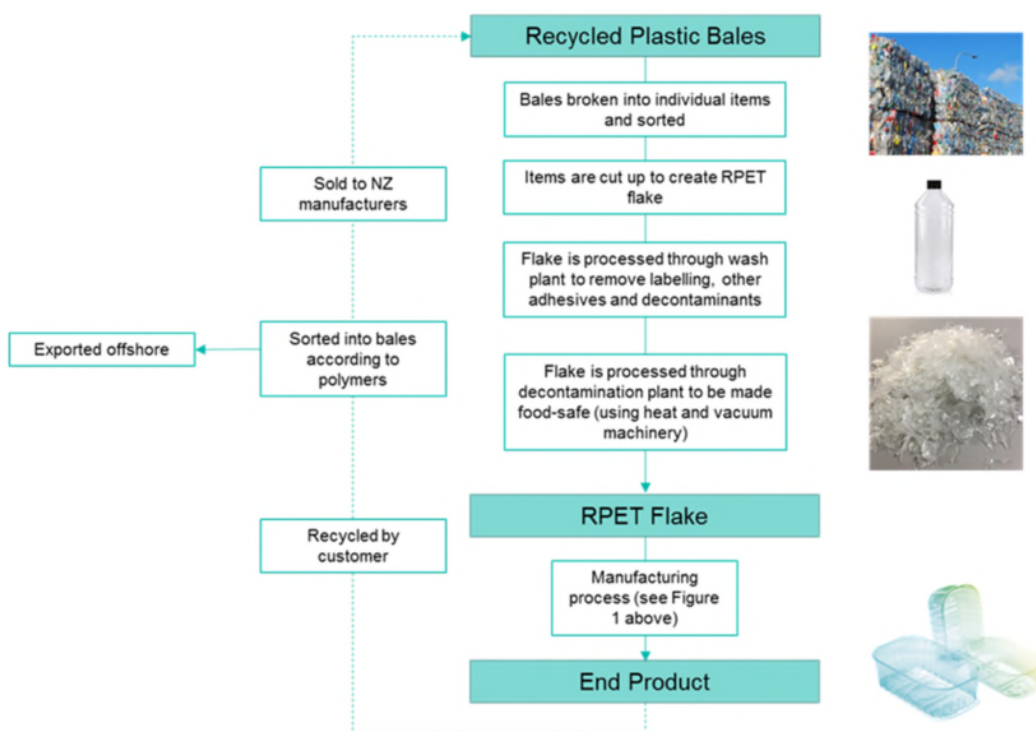 Recycled Plastic Bales
Bales broken into individual items
and sorted
Items are cut up to create RPET
flake
Sold to NZ
manufacturers
Flake is processed through wash
plant to remove labelling, other
adhesives and decontaminants
Exported offshore
Sorted into bales
according to
polymers
Flake is processed through
decontamination plant to be made
food-safe (using heat and vacuum
machinery)
RPET Flake
Recycled by
customer
Manufacturing
process (see Figure
1 above)
End Product